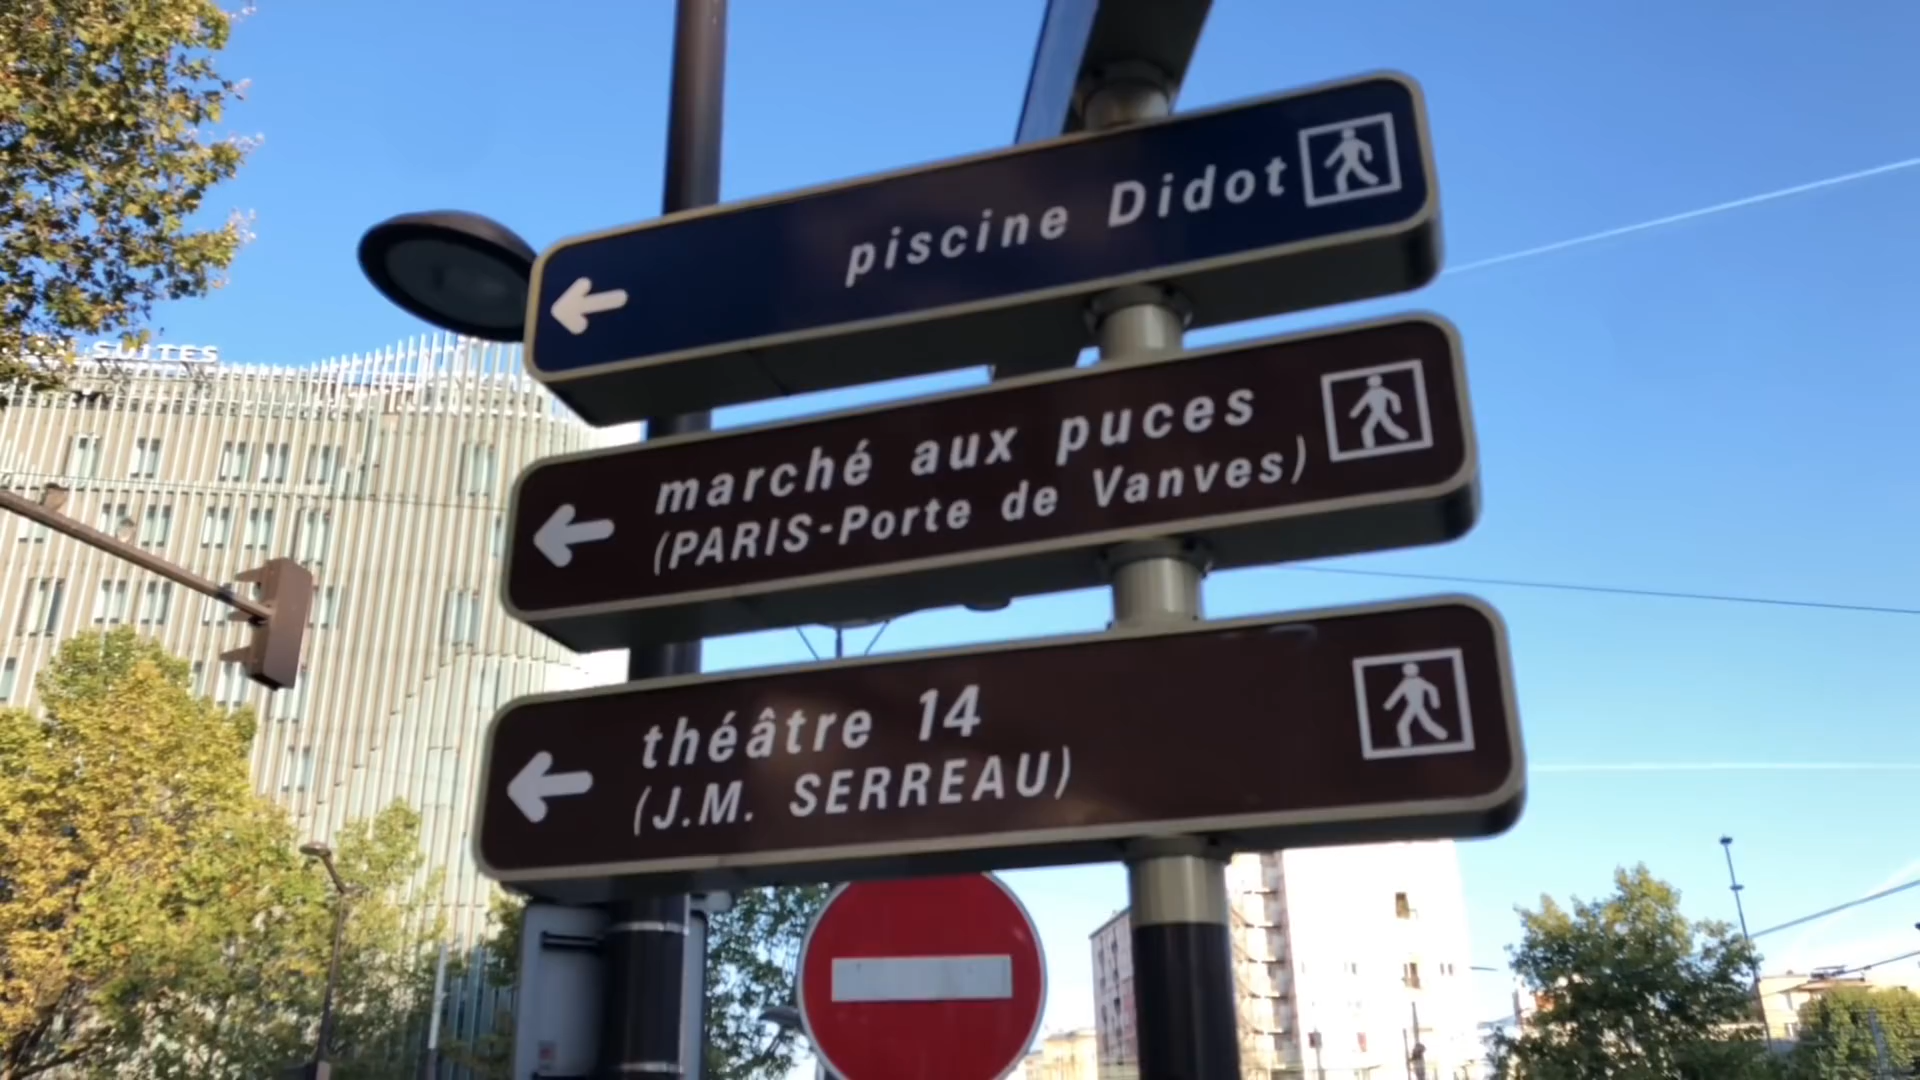 piscine Didot
marché aux puces
(PARIS-Porte de Vanves)
théâtre 14
(J.M. SERREAU)
SUITES